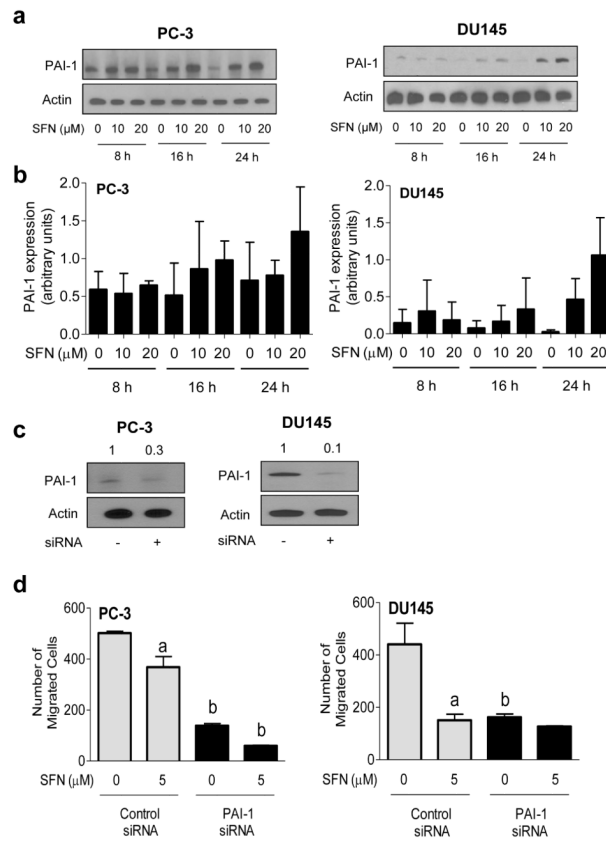 a
PC-3
DU145
PAI-1
Actin
SFN (μM) 0 10 20 0 10 20 0 10 20
8 h 16 h 24 h
PAI-1
Actin
SFN (μM) 0 10 20 0 10 20 0 10 20
8 h 16 h 24 h
b
PC-3
PAI-1 expression
(arbitrary units)
2.0
1.5
1.0
0.5
0.0
SFN (μM) 0 10 20 0 10 20 0 10 20
8 h 16 h 24 h
DU145
PAI-1 expression
(arbitrary units)
2.0
1.5
1.0
0.5
0.0
SFN (μM) 0 10 20 0 10 20 0 10 20
8 h 16 h 24 h
c
PC-3
1 0.3
PAI-1
Actin
siRNA - +
DU145
1 0.1
PAI-1
Actin
siRNA - +
d
PC-3
Number of
Migrated Cells
600
400
200
0
a
b
b
SFN (μM) 0 5 0 5
Control
siRNA
PAI-1
siRNA
DU145
Number of
Migrated Cells
600
400
200
0
a
b
SFN (μM) 0 5 0 5
Control
siRNA
PAI-1
siRNA